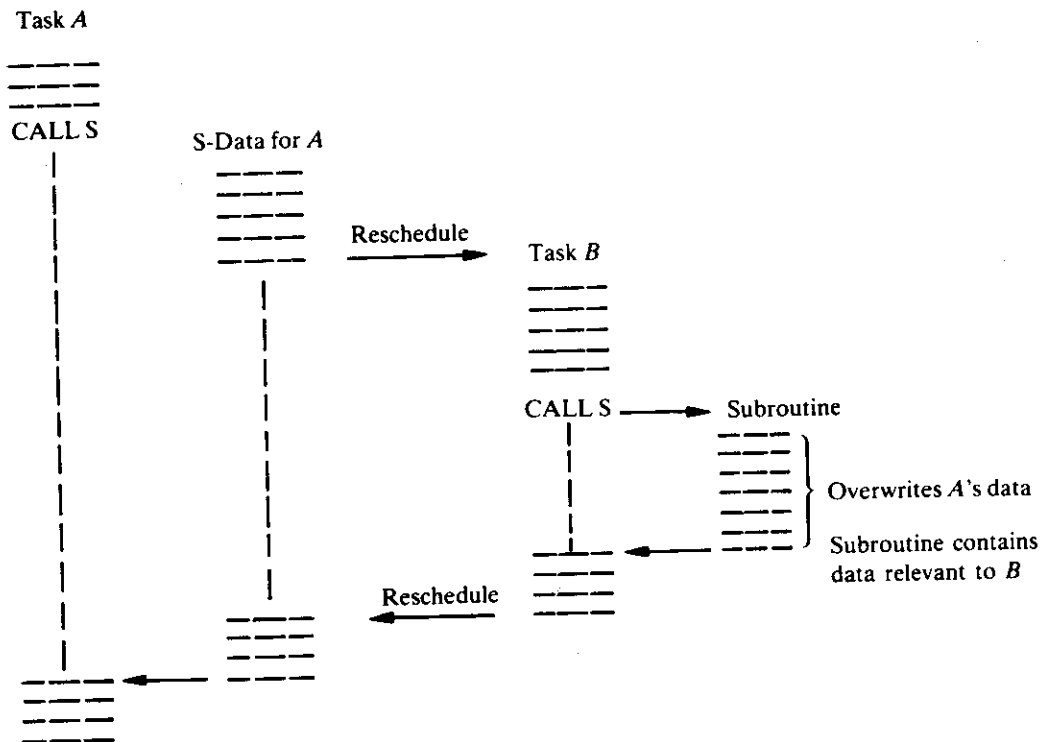 Task A
CALL S
S-Data for A
Reschedule
Task B
CALL S
Subroutine
Overwrites A's data
Subroutine contains
data relevant to B
Reschedule